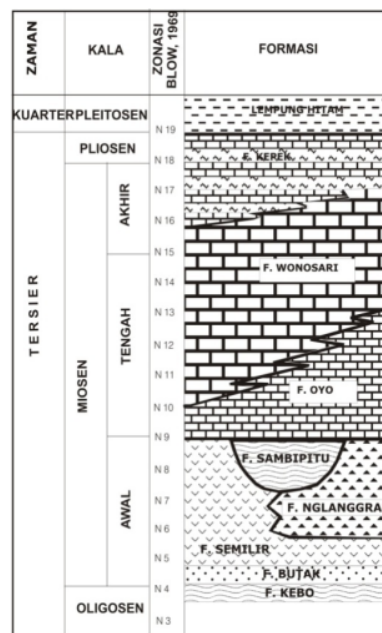 ZAMAN
KALA
ZONASI
BLOW, 1969
FORMASI
KUARTER
PLEITOSEN
LEMPUNG HITAM
N 19
PLIOSEN
F. KEREK
N 18
N 17
AKHIR
N 16
N 15
F. WONOSARI
N 14
N 13
TERSIER
MIOSEN
TENGAH
N 12
N 11
F. OYO
N 10
N 9
F. SAMBIPITU
N 8
N 7
F. NGLANGGRA
AWAL
N 6
F. SEMILIR
N 5
F. BUTAK
N 4
F. KEBO
OLIGOSEN
N 3